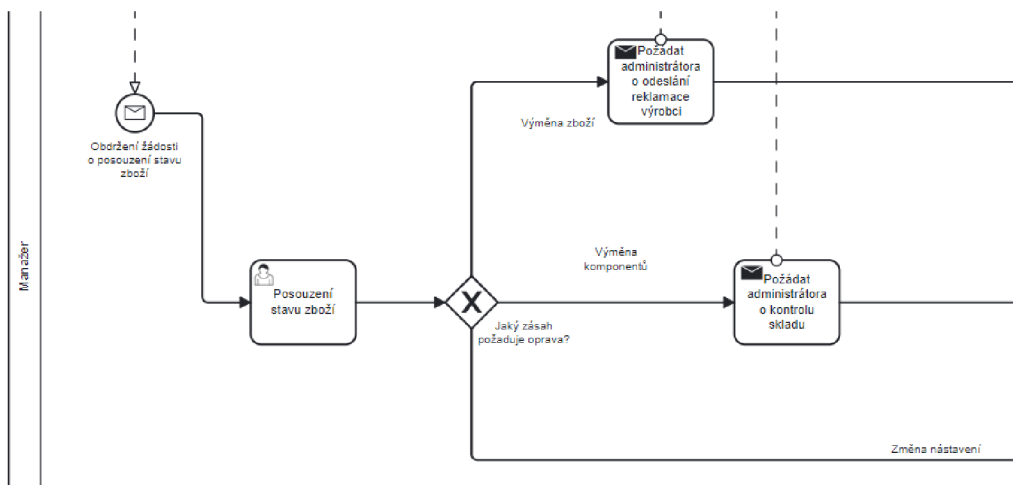 Manažer
Obdržení žádosti
o posouzení stavu
zboží
Posouzení
stavu zboží
Jaký zásah
požaduje oprava?
Výměna zboží
Požádat
administrátora
o odeslání
reklamace
výrobci
Výměna
komponentů
Požádat
administrátora
o kontrolu
skladu
Změna nástavení